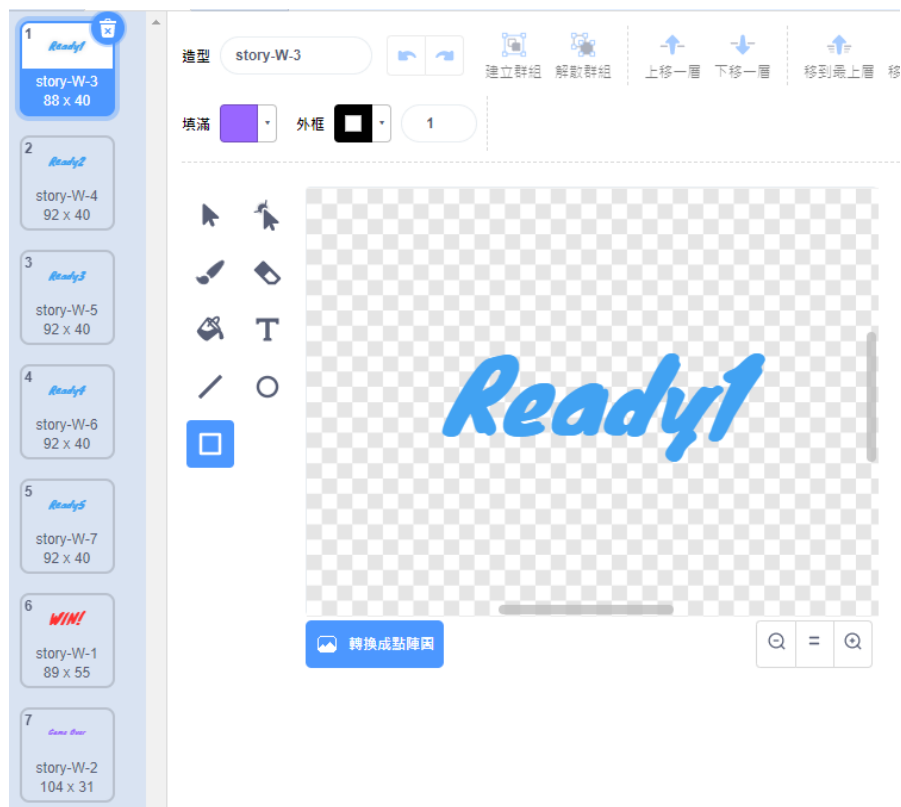 1
Ready1
story-W-3
88 x 40
2
Ready2
story-W-4
92 x 40
3
Ready3
story-W-5
92 x 40
4
Ready4
story-W-6
92 x 40
5
Ready5
story-W-7
92 x 40
6
WIN!
story-W-1
89 x 55
7
Game Over
story-W-2
104 x 31
造型 story-W-3
建立群組 解散群組 上移一層 下移一層 移到最上層 移
填滿 外框 1
T
Ready1
轉換成點陣圖
=